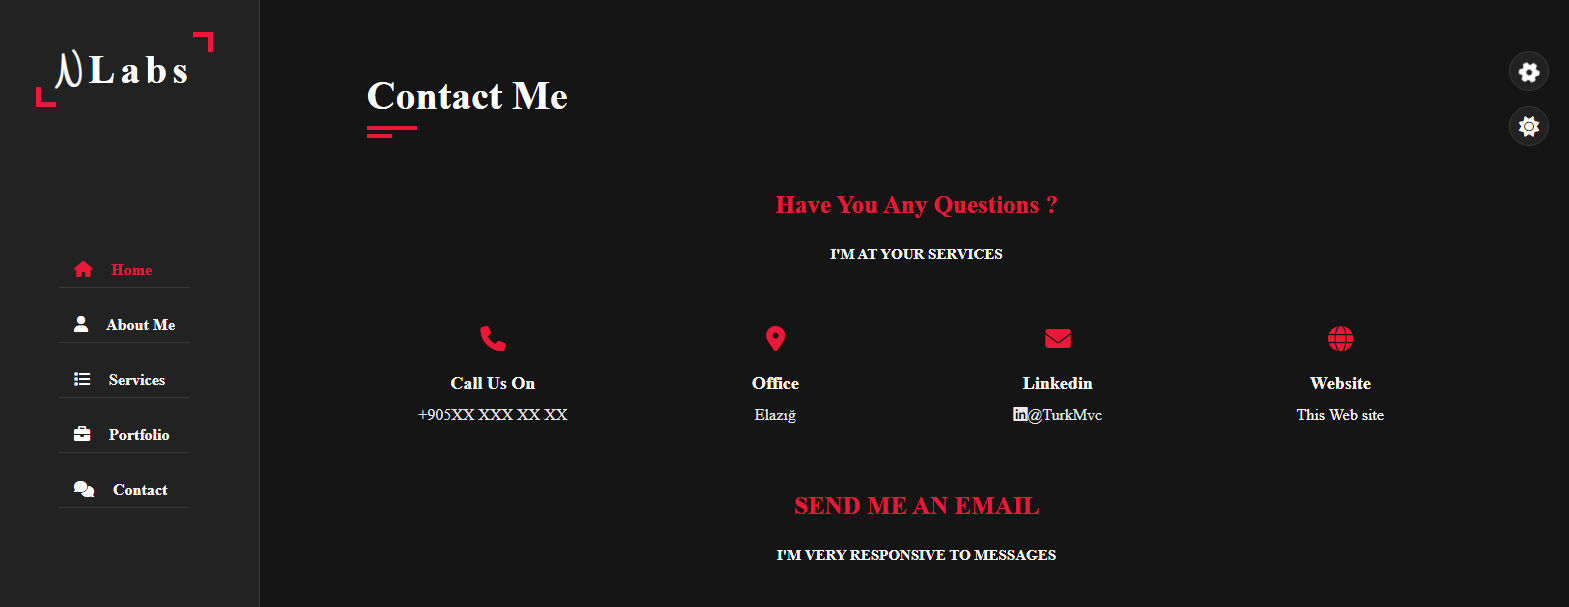 NLabs
Home
About Me
Services
Portfolio
Contact
Contact Me
Have You Any Questions ?
I'M AT YOUR SERVICES
Call Us On
+905XX XXX XX XX
Office
Elazığ
Linkedin
in@TurkMvc
Website
This Web site
SEND ME AN EMAIL
I'M VERY RESPONSIVE TO MESSAGES